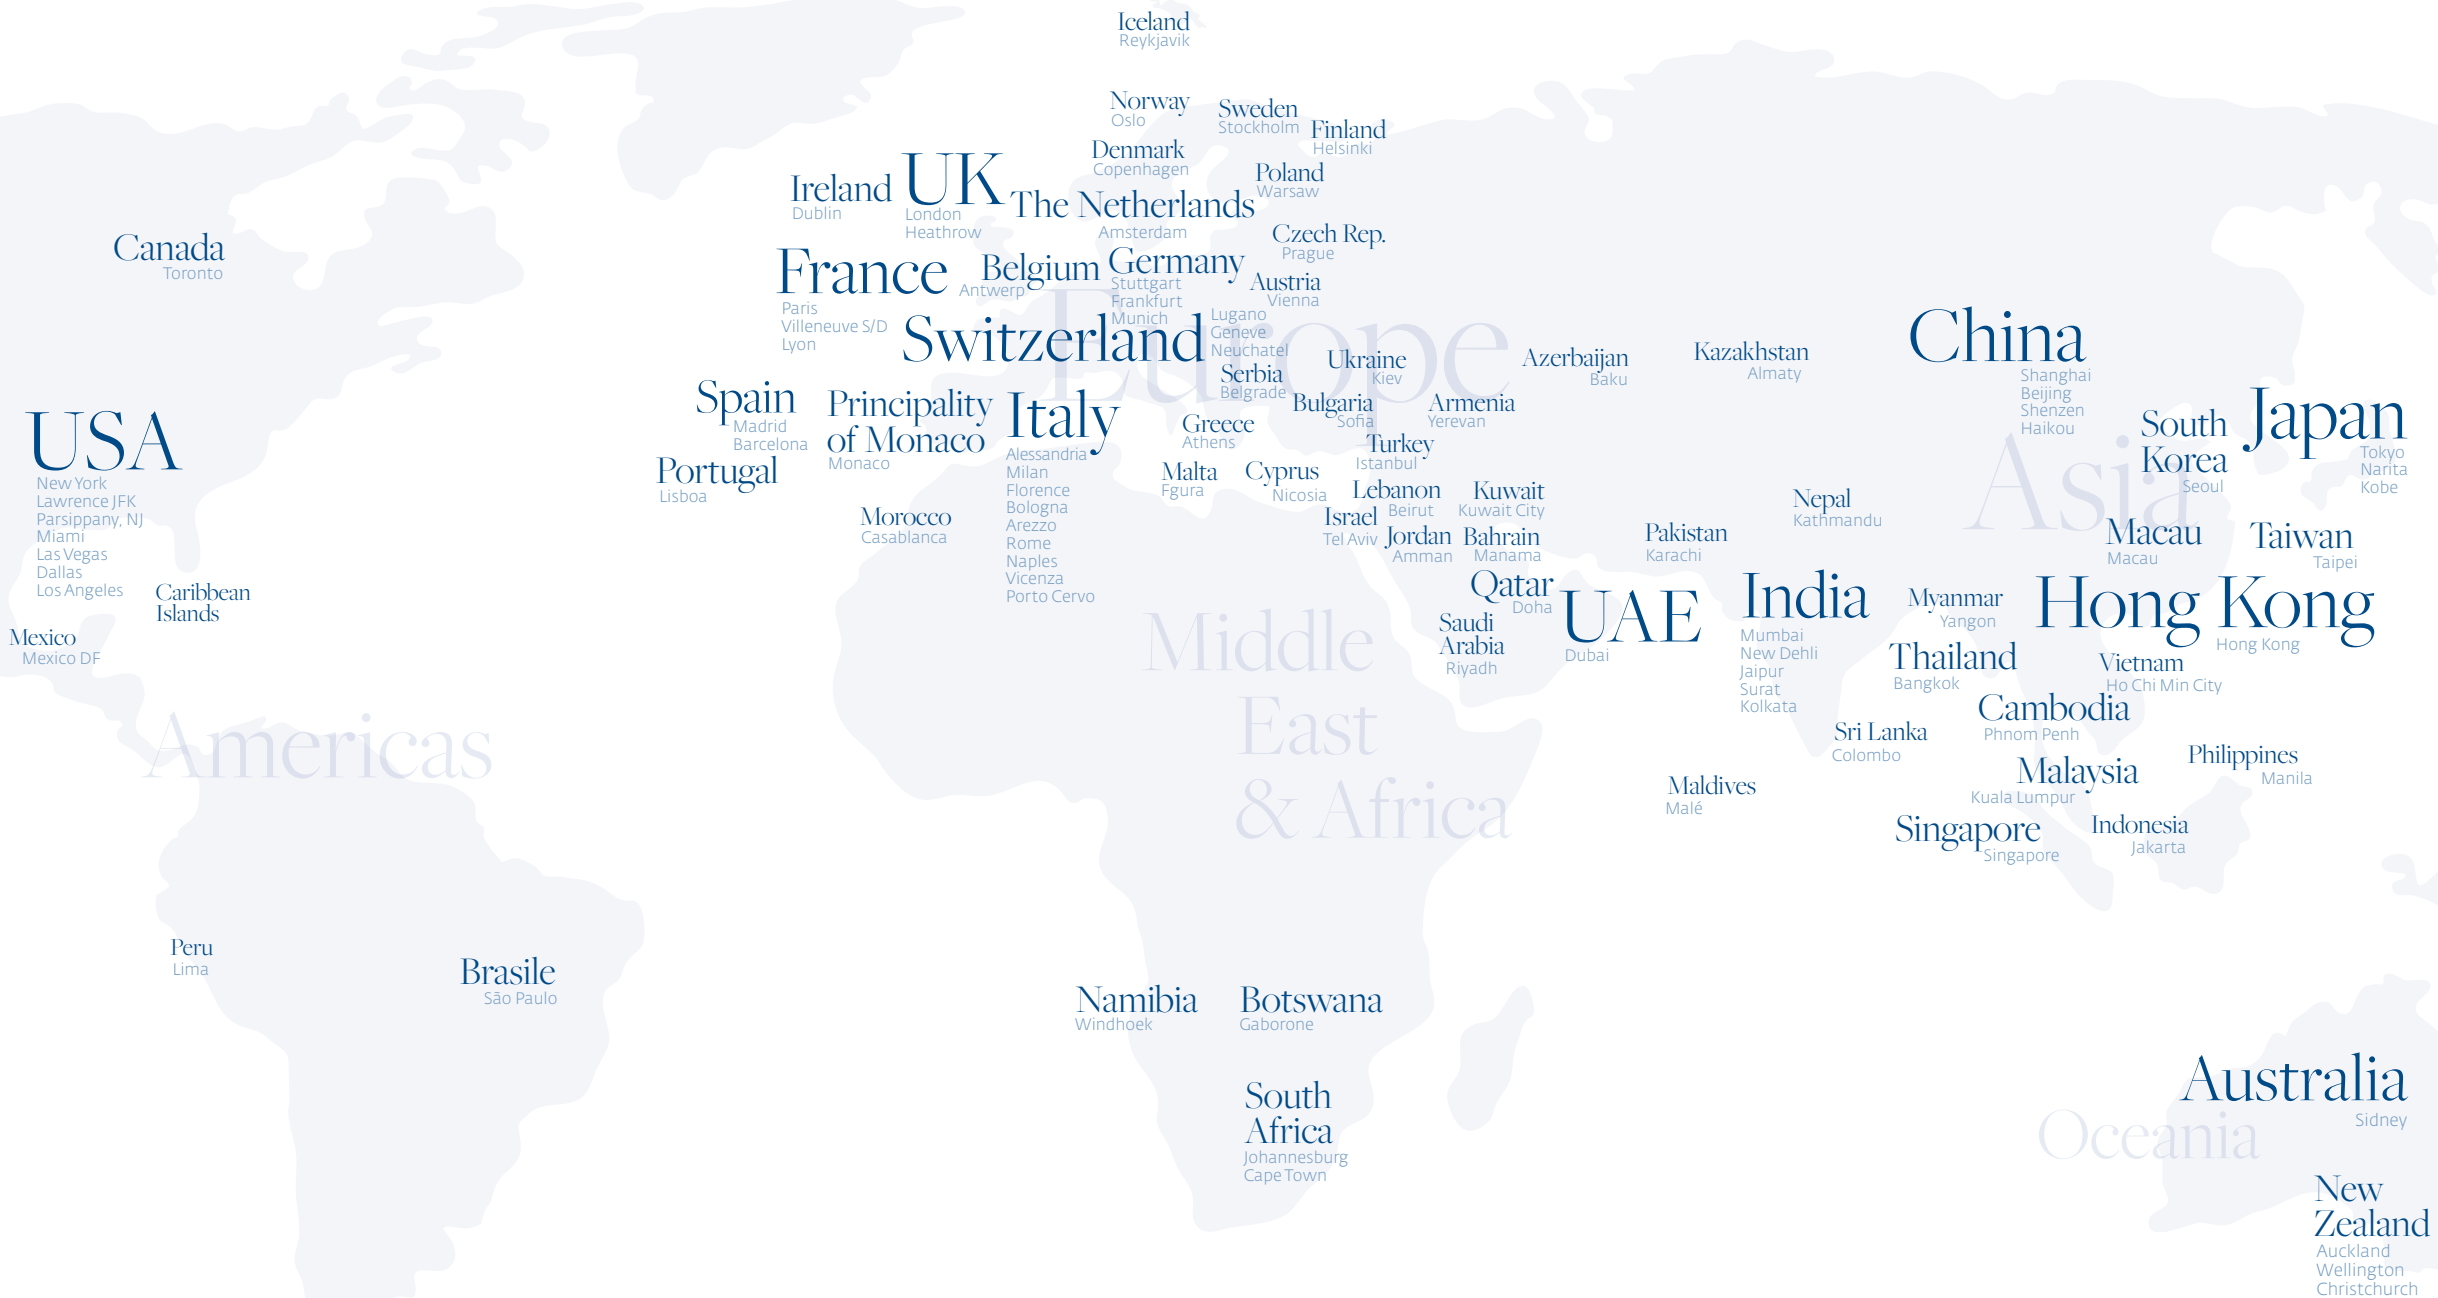 Iceland
Reykjavik
Norway
Oslo
Sweden
Stockholm
Finland
Helsinki
Denmark
Copenhagen
Poland
Warsaw
Ireland
Dublin
UK
London
Heathrow
The Netherlands
Amsterdam
Czech Rep.
Prague
Canada
Toronto
France
Paris
Villeneuve S/D
Lyon
Belgium
Antwerp
Germany
Stuttgart
Frankfurt
Munich
Austria
Vienna
Europe
Switzerland
Lugano
Geneve
Neuchatel
Ukraine
Kiev
Serbia
Belgrade
Azerbaijan
Baku
Kazakhstan
Almaty
China
Shanghai
Beijing
Shenzen
Haikou
USA
New York
Lawrence JFK
Parsippany, NJ
Miami
Las Vegas
Dallas
Los Angeles
Spain
Madrid
Barcelona
Portugal
Lisboa
Principality
of Monaco
Monaco
Italy
Alessandria
Milan
Florence
Bologna
Arezzo
Rome
Naples
Vicenza
Porto Cervo
Greece
Athens
Bulgaria
Sofia
Armenia
Yerevan
Turkey
Istanbul
Malta
Fgura
Cyprus
Nicosia
Lebanon
Beirut
Kuwait
Kuwait City
Israel
Tel Aviv
Jordan
Amman
Bahrain
Manama
Morocco
Casablanca
Pakistan
Karachi
Nepal
Kathmandu
Asia
South
Korea
Seoul
Japan
Tokyo
Narita
Kobe
Macau
Macau
Taiwan
Taipei
Caribbean
Islands
Mexico
Mexico DF
Qatar
Doha
Saudi
Arabia
Riyadh
UAE
Dubai
India
Mumbai
New Dehli
Jaipur
Surat
Kolkata
Myanmar
Yangon
Hong Kong
Hong Kong
Thailand
Bangkok
Vietnam
Ho Chi Min City
Cambodia
Phnom Penh
Sri Lanka
Colombo
Malaysia
Kuala Lumpur
Philippines
Manila
Maldives
Malé
Singapore
Singapore
Indonesia
Jakarta
Middle
East
& Africa
Americas
Peru
Lima
Brasile
São Paulo
Namibia
Windhoek
Botswana
Gaborone
South
Africa
Johannesburg
Cape Town
Australia
Sidney
Oceania
New
Zealand
Auckland
Wellington
Christchurch